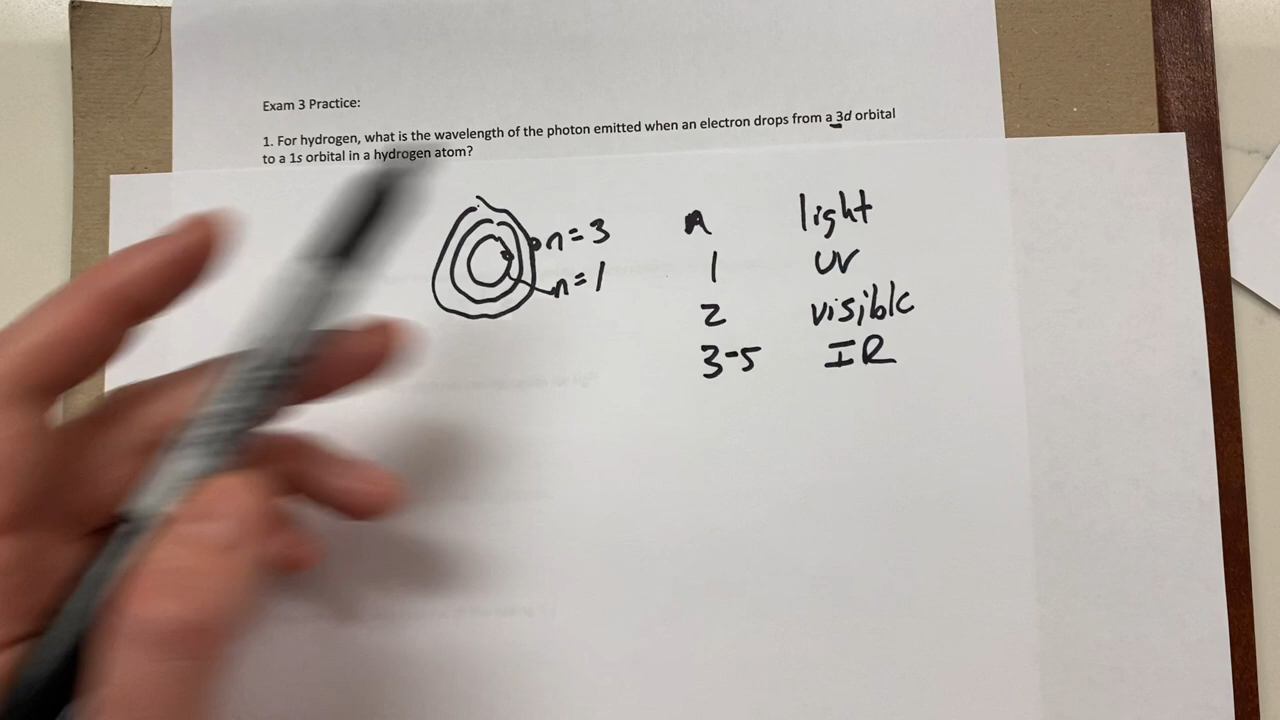 Exam 3 Practice:
1. For hydrogen, what is the wavelength of the photon emitted when an electron drops from a 3d orbital
to a 1s orbital in a hydrogen atom?
n=3
n=1
n light
1 UV
2 visible
3-5 IR